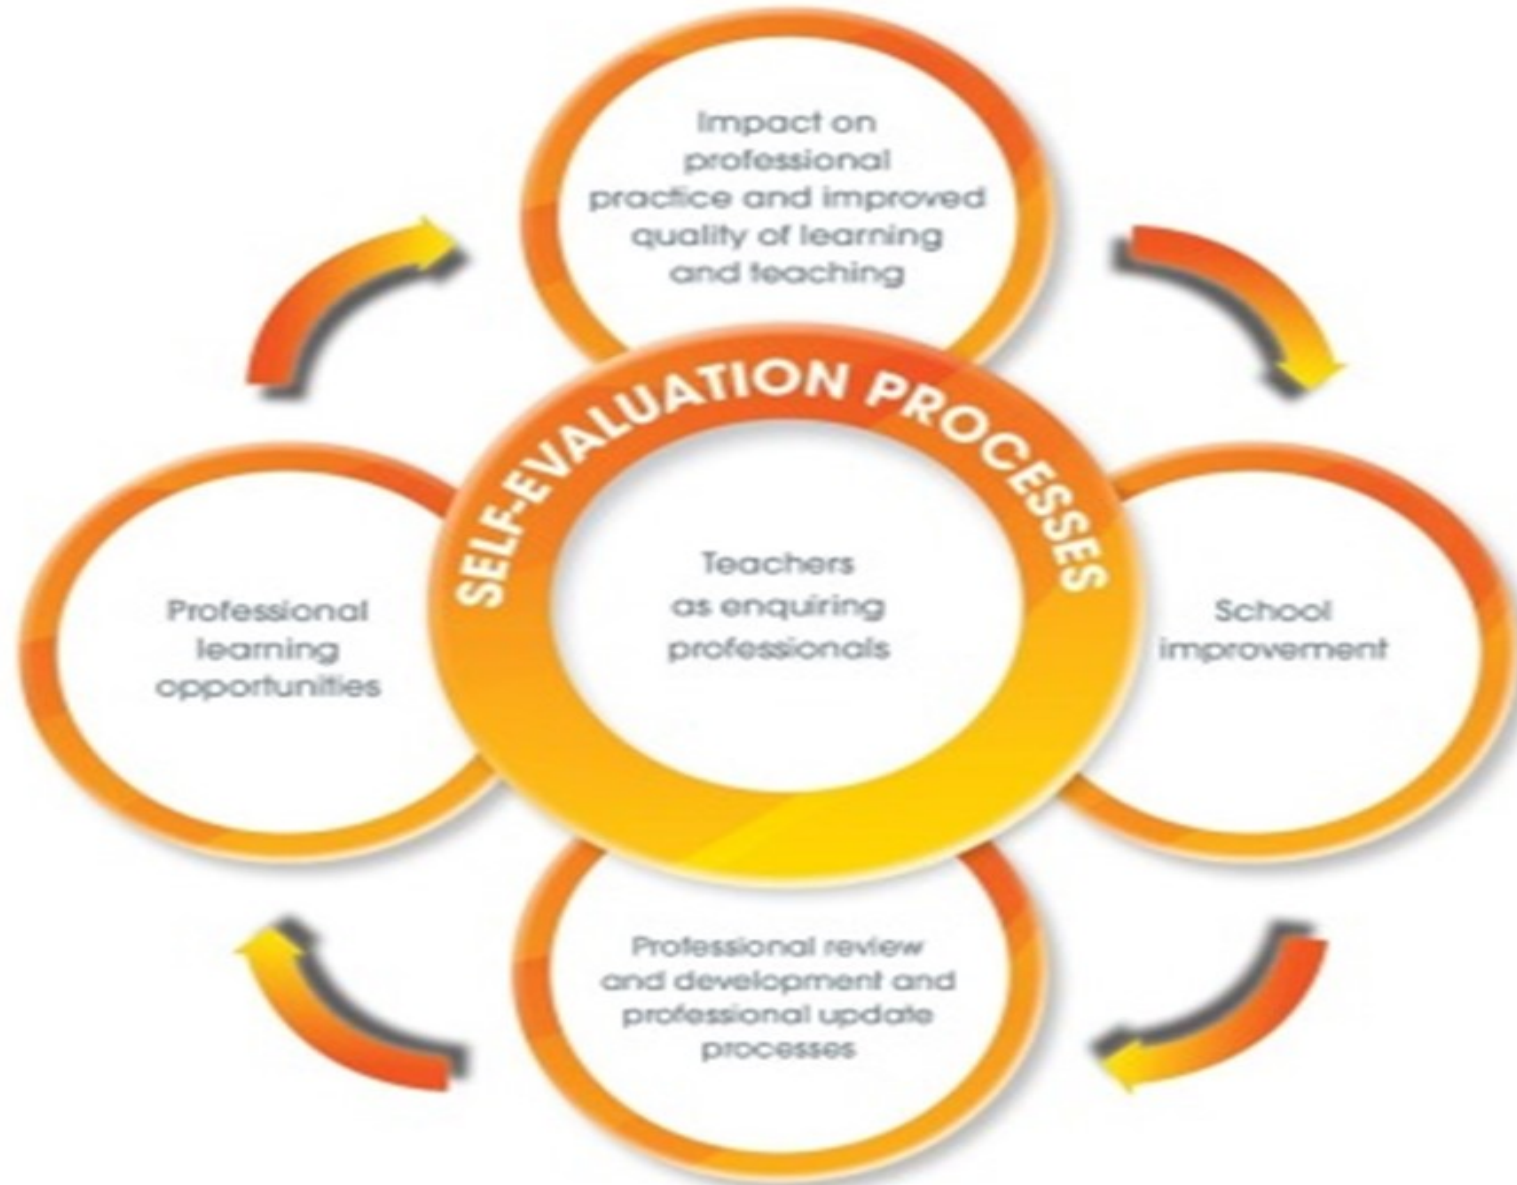 Impact on
professional
practice and improved
quality of learning
and teaching
SELF-EVALUATION PROCESSES
Teachers
as enquiring
professionals
Professional
learning
opportunities
School
improvement
Professional review
and development and
professional update
processes